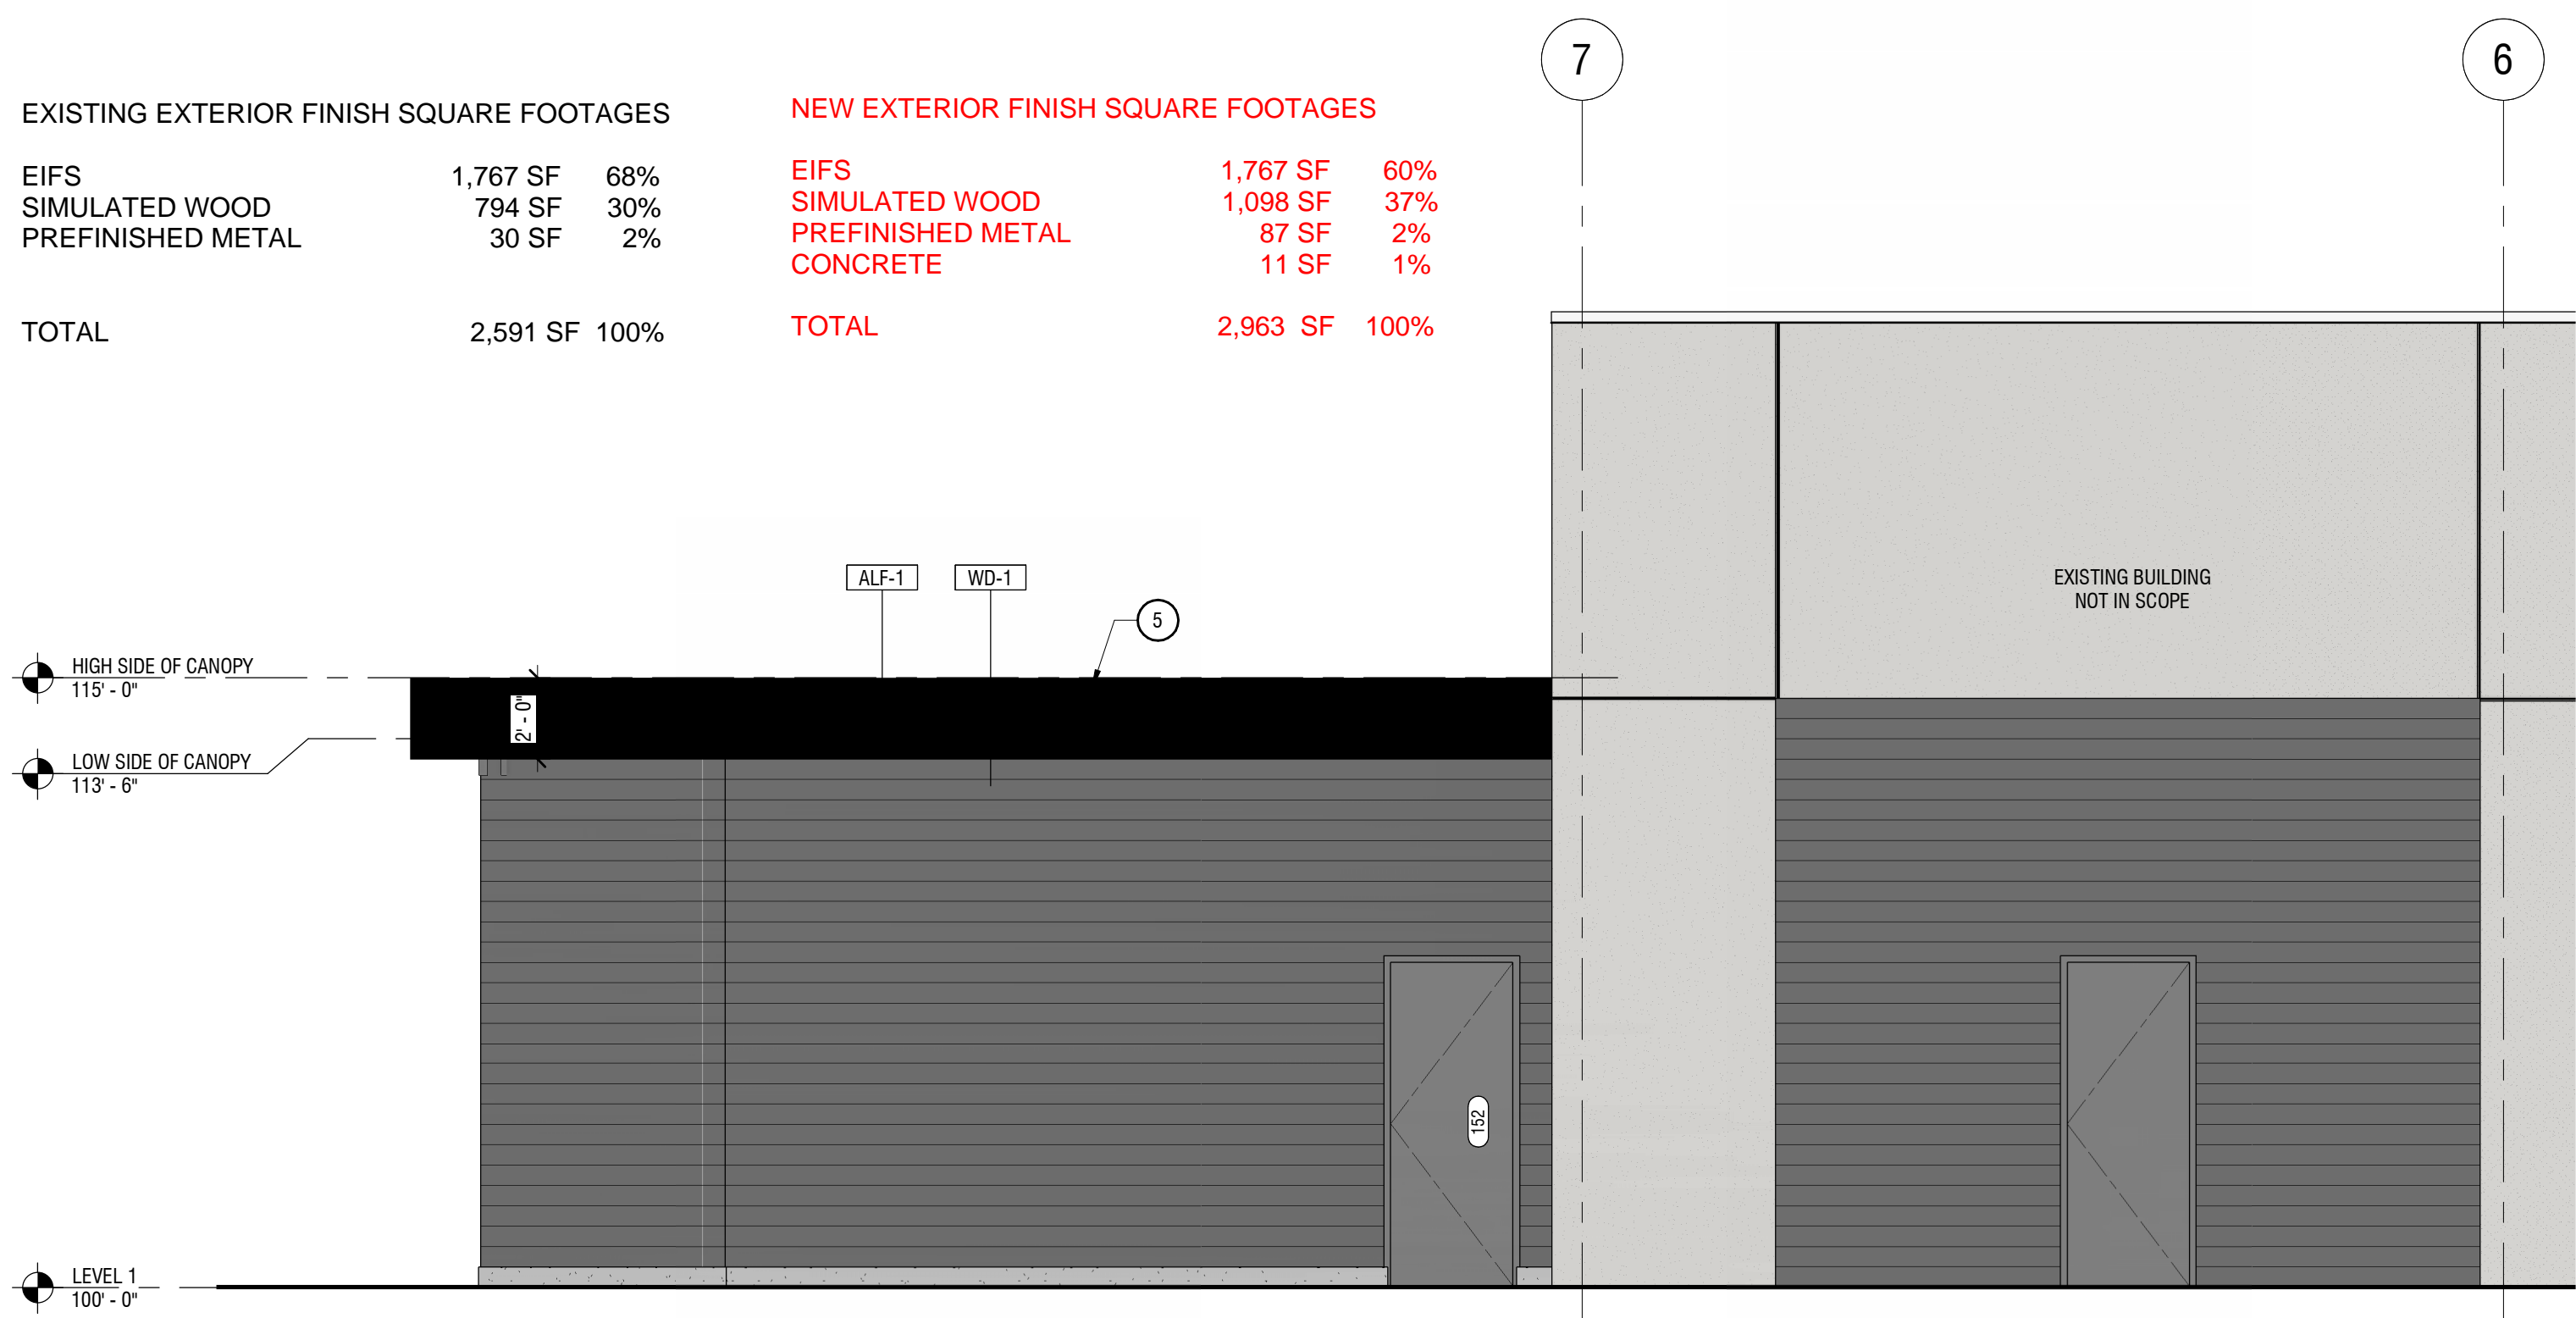 EXISTING EXTERIOR FINISH SQUARE FOOTAGES
EIFS 1,767 SF 68%
SIMULATED WOOD 794 SF 30%
PREFINISHED METAL 30 SF 2%
TOTAL 2,591 SF 100%
NEW EXTERIOR FINISH SQUARE FOOTAGES
EIFS 1,767 SF 60%
SIMULATED WOOD 1,098 SF 37%
PREFINISHED METAL 87 SF 2%
CONCRETE 11 SF 1%
TOTAL 2,963 SF 100%
7
6
ALF-1
WD-1
5
EXISTING BUILDING
NOT IN SCOPE
HIGH SIDE OF CANOPY
115' - 0"
2' - 0"
LOW SIDE OF CANOPY
113' - 6"
152
LEVEL 1
100' - 0"